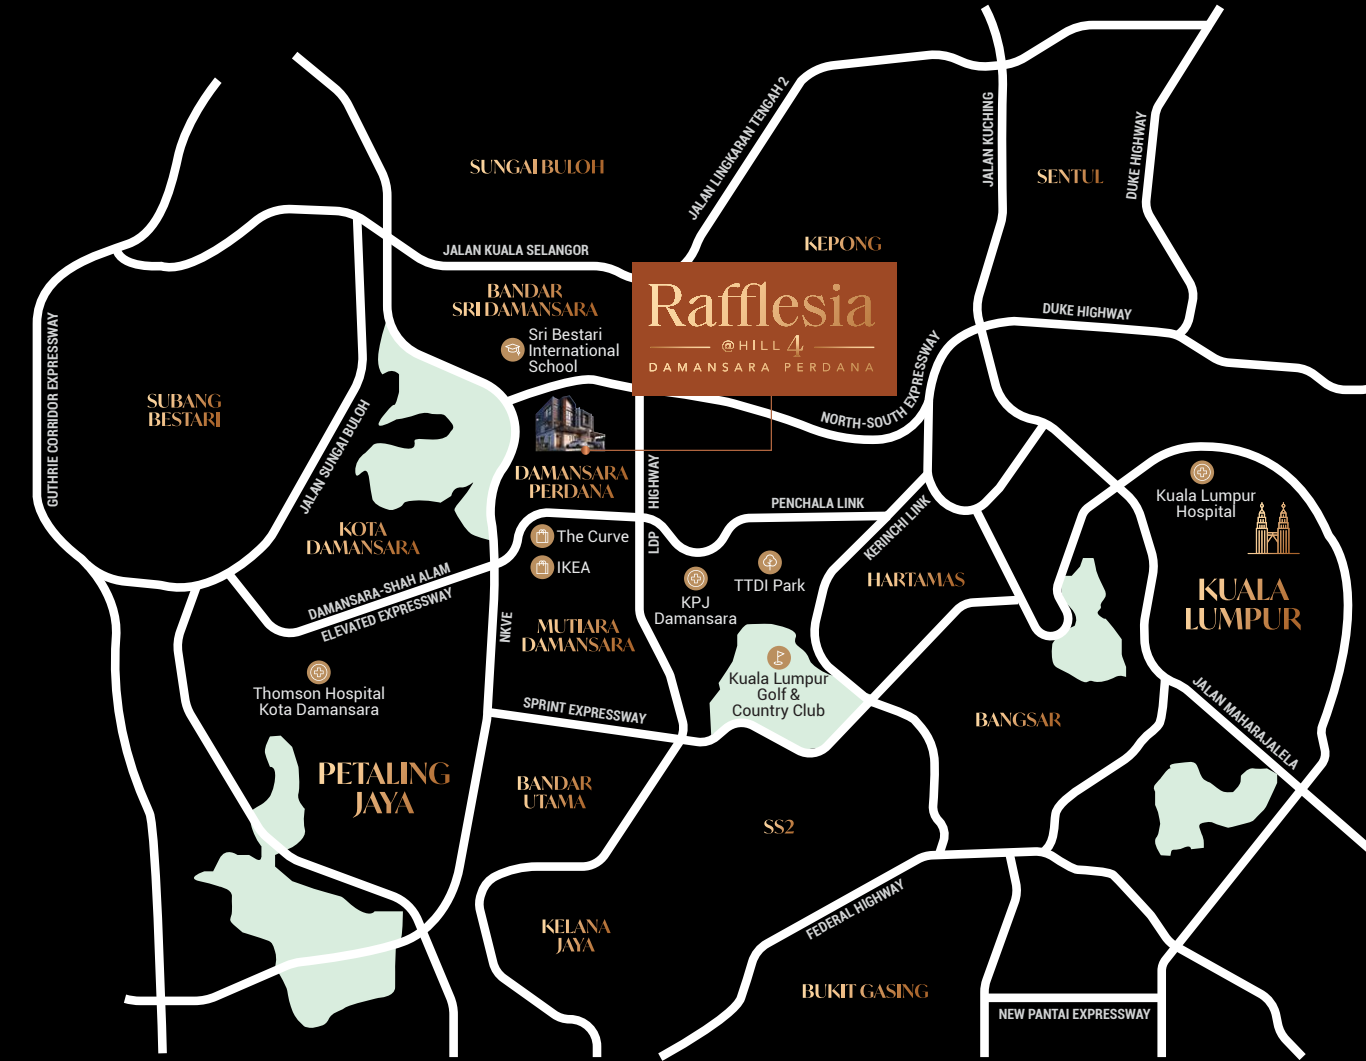 JALAN LINGKARAN TENGAH 2
JALAN KUCHING
SENTUL
DUKE HIGHWAY
SUNGAI BULOH
KEPONG
JALAN KUALA SELANGOR
BANDAR
SRI DAMANSARA
Sri Bestari
International
School
Rafflesia
@HILL 4
DAMANSARA PERDANA
DUKE HIGHWAY
NORTH-SOUTH EXPRESSWAY
GUTHRIE CORRIDOR EXPRESSWAY
SUBANG
BESTARI
JALAN SUNGAI BULOH
KOTA
DAMANSARA
DAMANSARA
PERDANA
LDP HIGHWAY
PENCHALA LINK
KERINCHI LINK
Kuala Lumpur
Hospital
The Curve
IKEA
KPJ
Damansara
TTDI Park
HARTAMAS
KUALA
LUMPUR
DAMANSARA-SHAH ALAM
ELEVATED EXPRESSWAY
NKVE
MUTIARA
DAMANSARA
Thomson Hospital
Kota Damansara
Kuala Lumpur
Golf &
Country Club
SPRINT EXPRESSWAY
BANGSAR
JALAN MAHARAJALELA
PETALING
JAYA
BANDAR
UTAMA
SS2
KELANA
JAYA
FEDERAL HIGHWAY
BUKIT GASING
NEW PANTAI EXPRESSWAY